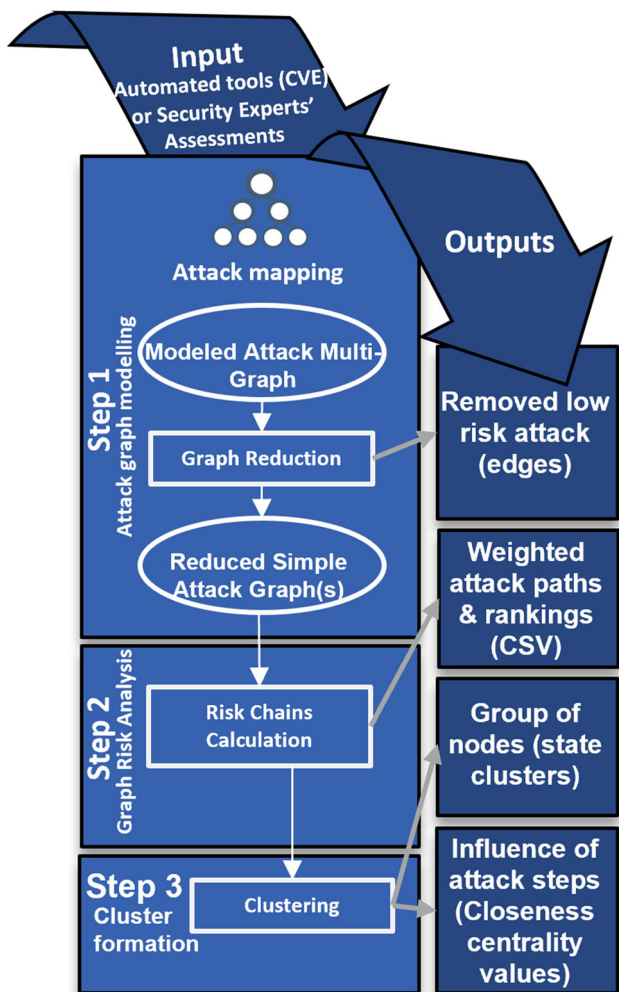 Input
Automated tools (CVE)
or Security Experts'
Assessments
Outputs
Step 1
Attack graph modelling
Attack mapping
Modeled Attack Multi-
Graph
Graph Reduction
Reduced Simple
Attack Graph(s)
Removed low
risk attack
(edges)
Weighted
attack paths
& rankings
(CSV)
Step 2
Graph Risk Analysis
Risk Chains
Calculation
Group of
nodes (state
clusters)
Step 3
Cluster
formation
Clustering
Influence of
attack steps
(Closeness
centrality
values)